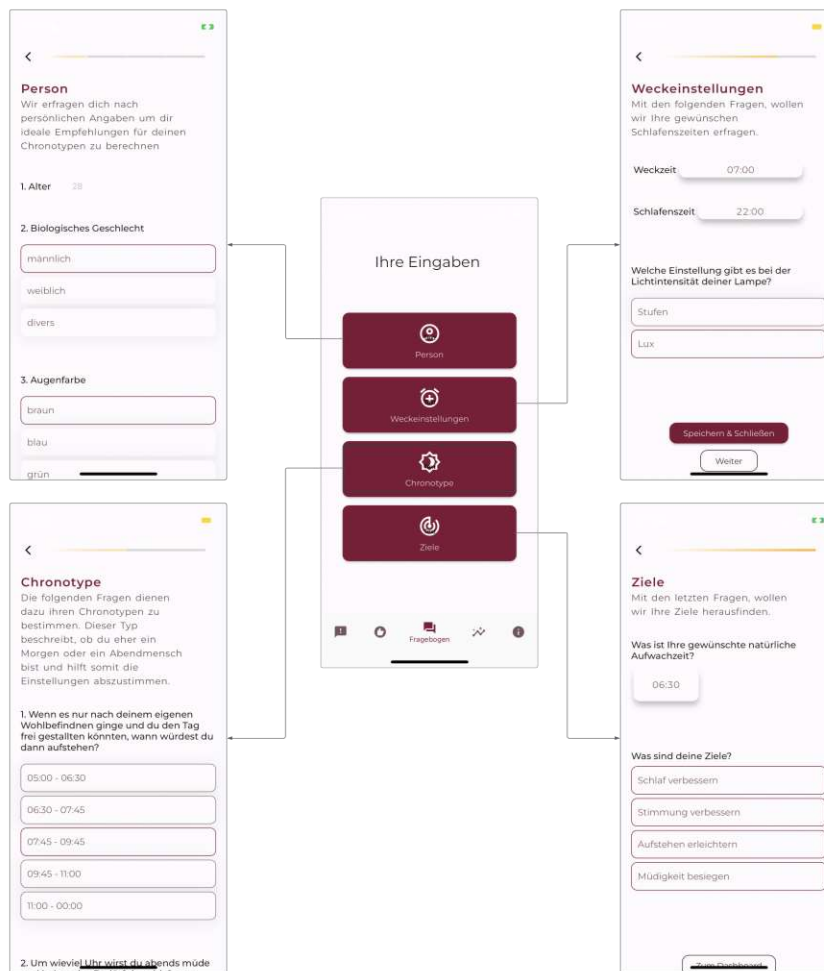 Person
Wir erfragen dich nach
persönlichen Angaben um dir
ideale Empfehlungen für deinen
Chronotypen zu berechnen
1. Alter 28
2. Biologisches Geschlecht
männlich
weiblich
divers
3. Augenfarbe
braun
blau
grün
Weckeinstellungen
Mit den folgenden Fragen, wollen
wir Ihre gewünschen
Schlafenszeiten erfragen.
Weckzeit 07:00
Schlafenszeit 22:00
Welche Einstellung gibt es bei der
Lichtintensität deiner Lampe?
Stufen
Lux
Speichern & Schließen
Weiter
Ihre Eingaben
Person
Weckeinstellungen
Chronotype
Ziele
Fragebogen
Chronotype
Die folgenden Fragen dienen
dazu ihren Chronotypen zu
bestimmen. Dieser Typ
beschreibt, ob du eher ein
Morgen oder ein Abendmensch
bist und hilft somit die
Einstellungen abszustimmen.
1. Wenn es nur nach deinem eigenen
Wohlbefindnen ginge und du den Tag
frei gestallten könnten, wann würdest du
dann aufstehen?
05:00 - 06:30
06:30 - 07:45
07:45 - 09:45
09:45 - 11:00
11:00 - 00:00
2. Um wieviel Uhr wirst du abends müde
Ziele
Mit den letzten Fragen, wollen
wir Ihre Ziele herausfinden.
Was ist Ihre gewünschte natürliche
Aufwachzeit?
06:30
Was sind deine Ziele?
Schlaf verbessern
Stimmung verbessern
Aufstehen erleichtern
Müdigkeit besiegen
Zum Dashboard